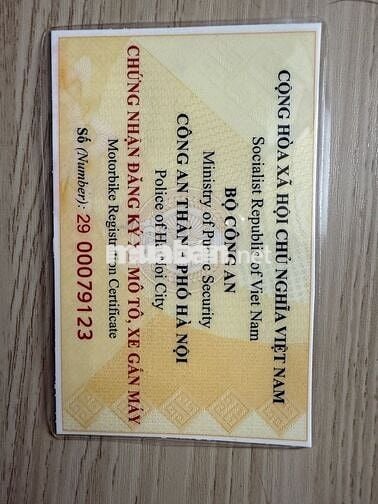 CỘNG HÒA XÃ HỘI CHỦ NGHĨA VIỆT NAM
Socialist Republic of Viet Nam
BỘ CÔNG AN
Ministry of Public Security
CÔNG AN THÀNH PHỐ HÀ NỘI
Police of Ha Noi City
CHỨNG NHẬN ĐĂNG KÝ XE MÔ TÔ, XE GẮN MÁY
Motorbike Registration Certificate
Số (Number): 29 00079123
muaban.net